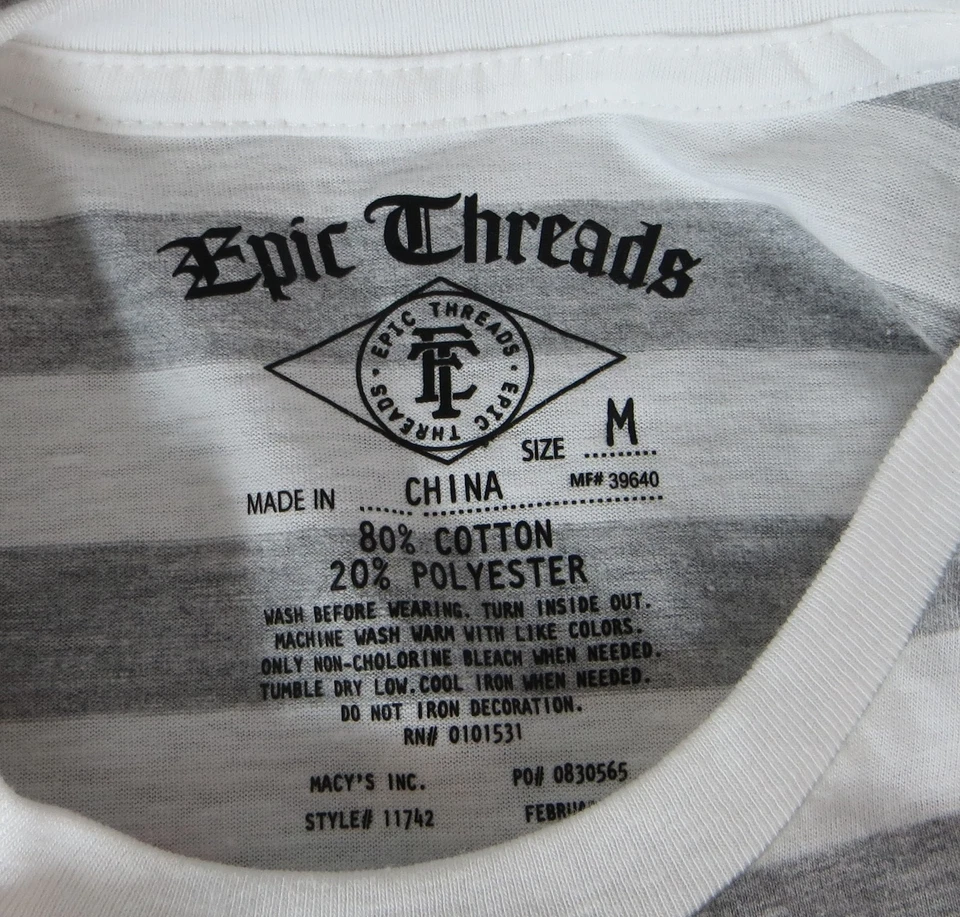 Epic Threads
EPIC THREADS · EPIC THREADS ·
ET
SIZE M
MADE IN CHINA MF# 39640
80% COTTON
20% POLYESTER
WASH BEFORE WEARING. TURN INSIDE OUT.
MACHINE WASH WARM WITH LIKE COLORS.
ONLY NON-CHOLORINE BLEACH WHEN NEEDED.
TUMBLE DRY LOW.COOL IRON WHEN NEEDED.
DO NOT IRON DECORATION.
RN# 0101531
MACY'S INC. PO# 0830565
STYLE# 11742